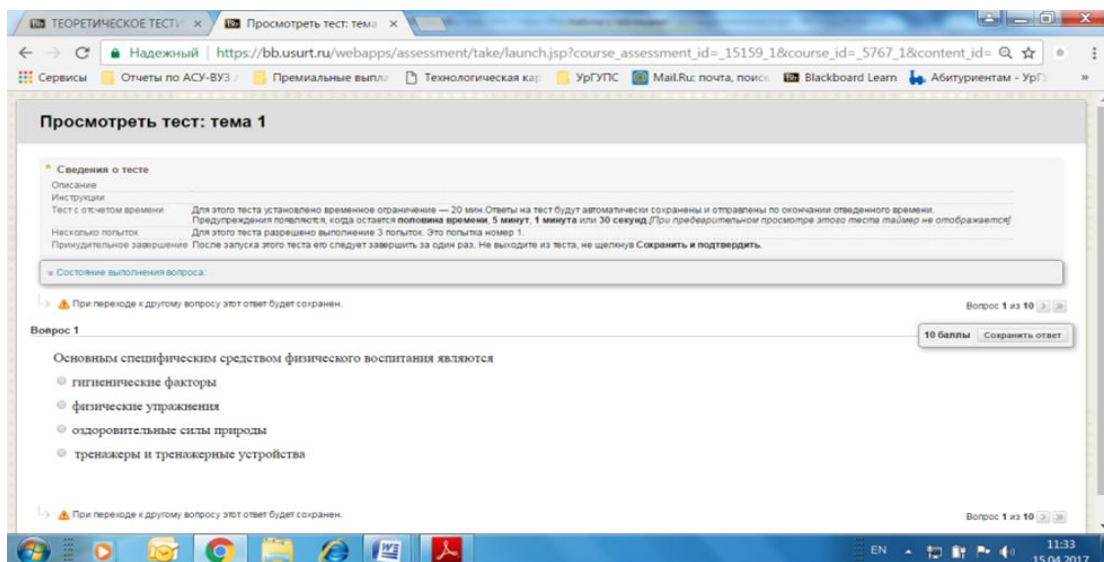 ТЕОРЕТИЧЕСКОЕ ТЕСТИ
Просмотреть тест: тема
Надежный | https://bb.usurt.ru/webapps/assessment/take/launch.jsp?course_assessment_id=_15159_1&course_id=_5767_1&content_id=
Сервисы Отчеты по АСУ-ВУЗ Премиальные выпла Технологическая кар УрГУПС Mail.Ru: почта, поиск Blackboard Learn Абитуриентам - УрГ
Просмотреть тест: тема 1
Сведения о тесте
Описание
Инструкции
Тест с отсчетом времени Для этого теста установлено временное ограничение — 20 мин.Ответы на тест будут автоматически сохранены и отправлены по окончании отведенного времени.
Предупреждения появляются, когда остается половина времени, 5 минут, 1 минута или 30 секунд.[При предварительном просмотре этого теста таймер не отображается]
Несколько попыток Для этого теста разрешено выполнение 3 попыток. Это попытка номер 1.
Принудительное завершение После запуска этого теста его следует завершить за один раз. Не выходите из теста, не щелкнув Сохранить и подтвердить.
Состояние выполнения вопроса:
При переходе к другому вопросу этот ответ будет сохранен.
Вопрос 1 из 10
Вопрос 1
10 баллы Сохранить ответ
Основным специфическим средством физического воспитания являются
гигиенические факторы
физические упражнения
оздоровительные силы природы
тренажеры и тренажерные устройства
При переходе к другому вопросу этот ответ будет сохранен.
Вопрос 1 из 10
EN
11:33
15.04.2017